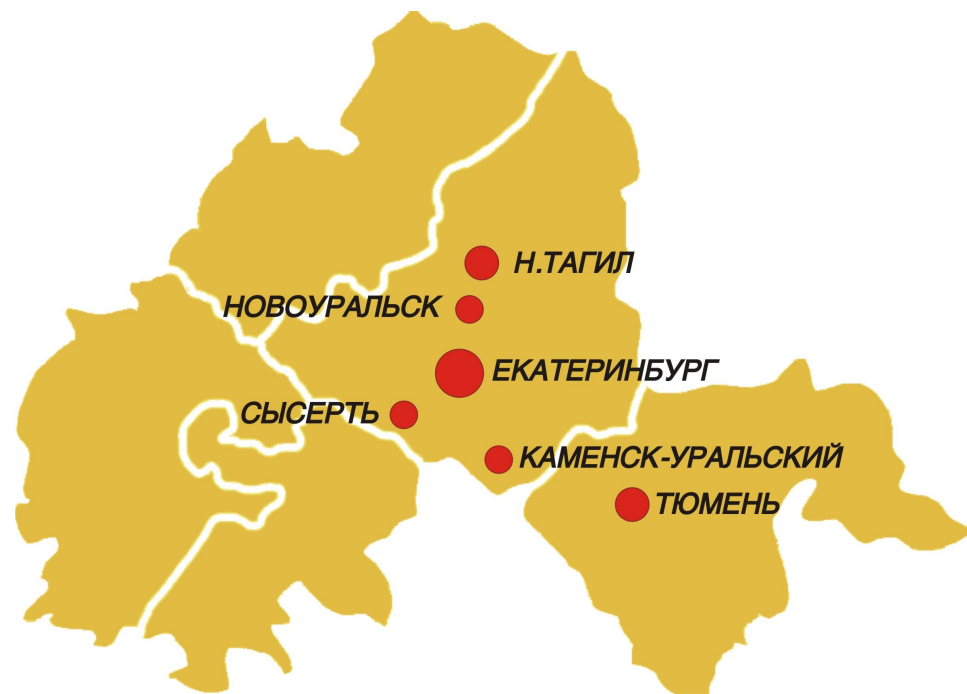 Н.ТАГИЛ
НОВОУРАЛЬСК
ЕКАТЕРИНБУРГ
СЫСЕРТЬ
КАМЕНСК-УРАЛЬСКИЙ
ТЮМЕНЬ